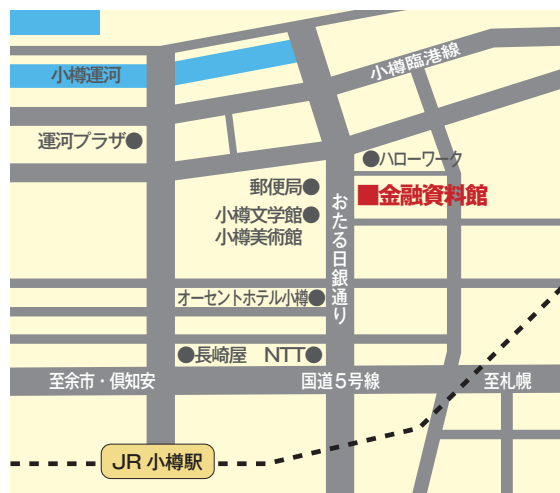 小樽運河
小樽臨港線
運河プラザ
ハローワーク
郵便局
金融資料館
小樽文学館
小樽美術館
おたる日銀通り
オーセントホテル小樽
長崎屋 NTT
至余市・倶知安
国道5号線
至札幌
JR 小樽駅